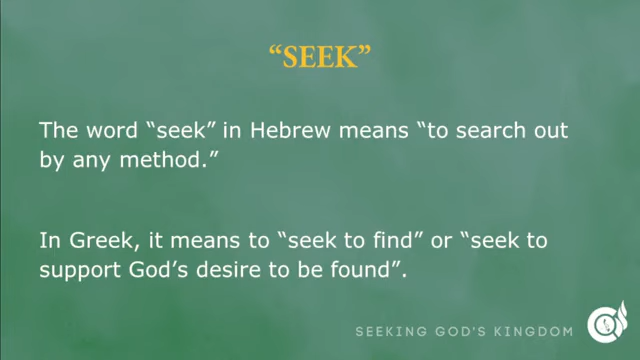 “SEEK”
The word “seek” in Hebrew means “to search out
by any method.”
In Greek, it means to “seek to find” or “seek to
support God’s desire to be found”.
SEEKING GOD'S KINGDOM